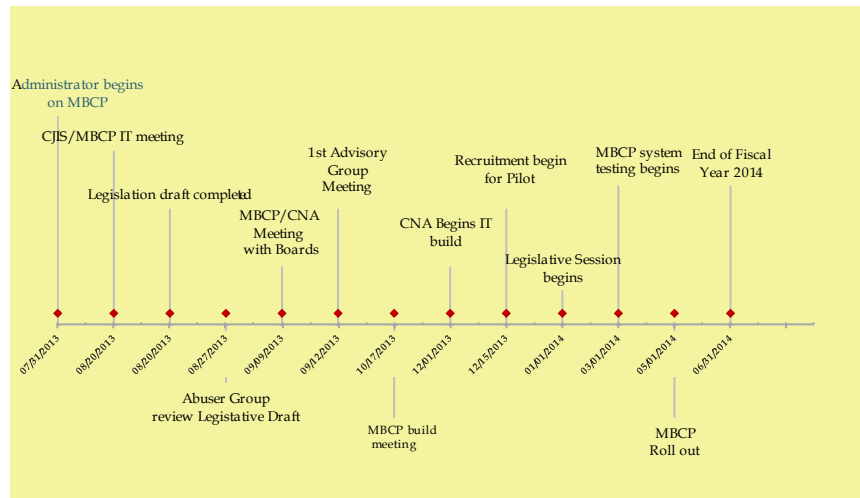 Administrator begins
on MBCP
CJIS/MBCP IT meeting
Legislation draft completed
MBCP/CNA
Meeting
with Boards
1st Advisory
Group
Meeting
CNA Begins IT
build
Recruitment begin
for Pilot
Legislative Session
begins
MBCP system
testing begins
End of Fiscal
Year 2014
07/31/2013
08/20/2013
08/20/2013
08/27/2013
09/09/2013
09/12/2013
10/17/2013
12/01/2013
12/15/2013
01/01/2014
03/01/2014
05/01/2014
06/31/2014
Abuser Group
review Legistative Draft
MBCP build
meeting
MBCP
Roll out